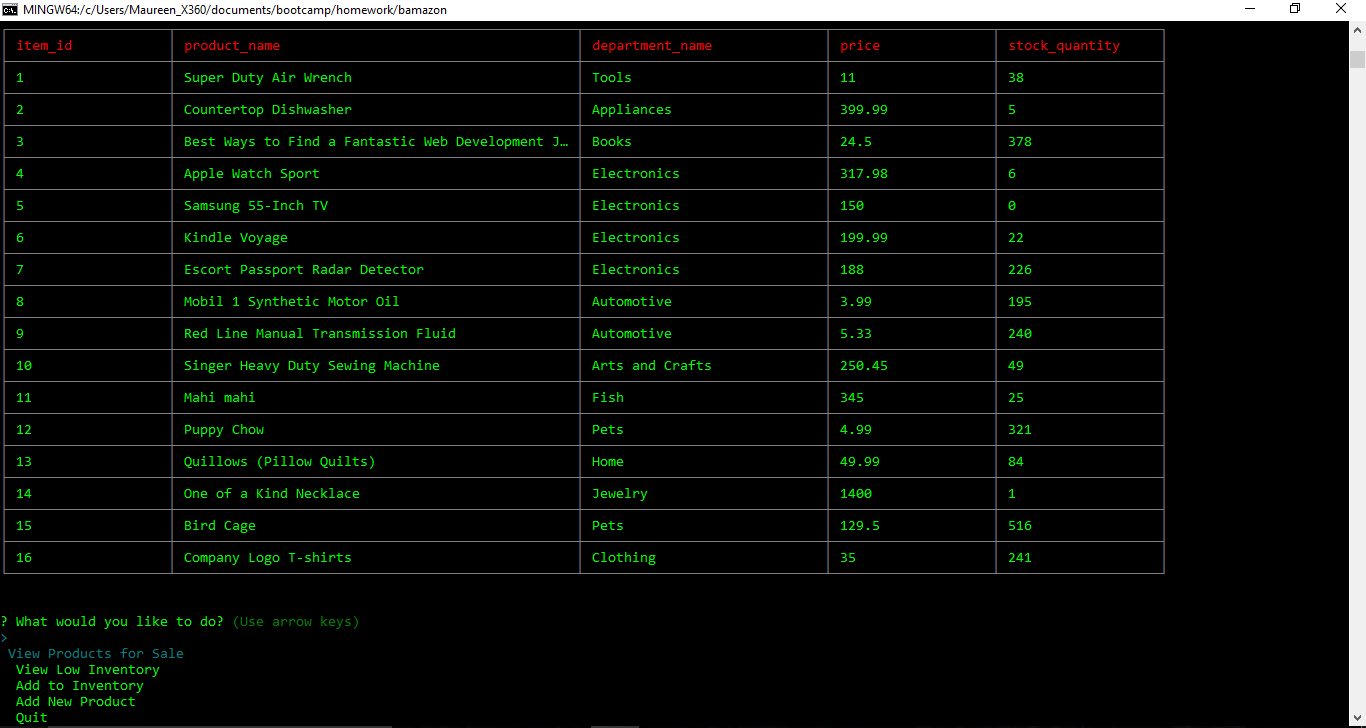 MINGW64:/c/Users/Maureen_X360/documents/bootcamp/homework/bamazon
item_id product_name department_name price stock_quantity
1 Super Duty Air Wrench Tools 11 38
2 Countertop Dishwasher Appliances 399.99 5
3 Best Ways to Find a Fantastic Web Development J… Books 24.5 378
4 Apple Watch Sport Electronics 317.98 6
5 Samsung 55-Inch TV Electronics 150 0
6 Kindle Voyage Electronics 199.99 22
7 Escort Passport Radar Detector Electronics 188 226
8 Mobil 1 Synthetic Motor Oil Automotive 3.99 195
9 Red Line Manual Transmission Fluid Automotive 5.33 240
10 Singer Heavy Duty Sewing Machine Arts and Crafts 250.45 49
11 Mahi mahi Fish 345 25
12 Puppy Chow Pets 4.99 321
13 Quillows (Pillow Quilts) Home 49.99 84
14 One of a Kind Necklace Jewelry 1400 1
15 Bird Cage Pets 129.5 516
16 Company Logo T-shirts Clothing 35 241
? What would you like to do? (Use arrow keys)
>
View Products for Sale
View Low Inventory
Add to Inventory
Add New Product
Quit